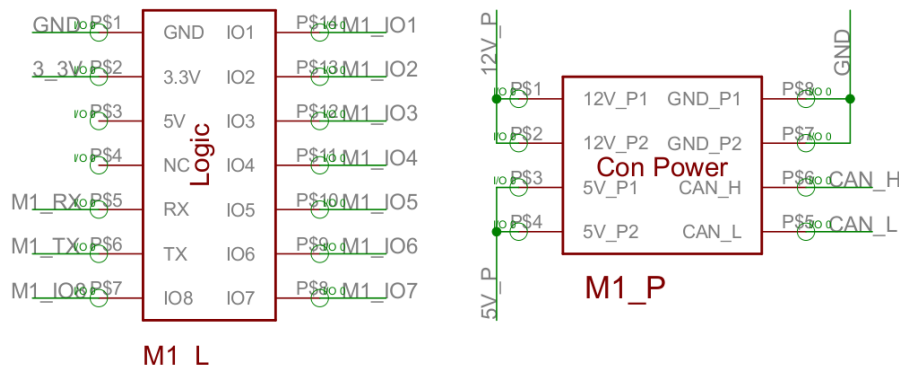 GND P$1 GND IO1 P$14 M1_IO1
3_3V P$2 3.3V IO2 P$13 M1_IO2
P$3 5V IO3 P$12 M1_IO3
P$4 NC IO4 P$11 M1_IO4
M1_RX P$5 RX IO5 P$10 M1_IO5
M1_TX P$6 TX IO6 P$9 M1_IO6
M1_IO8 P$7 IO8 IO7 P$8 M1_IO7
Logic
M1_L
12V_P
GND
P$1 12V_P1 GND_P1 P$8
P$2 12V_P2 GND_P2 P$7
Con Power
P$3 5V_P1 CAN_H P$6 CAN_H
P$4 5V_P2 CAN_L P$5 CAN_L
5V_P
M1_P